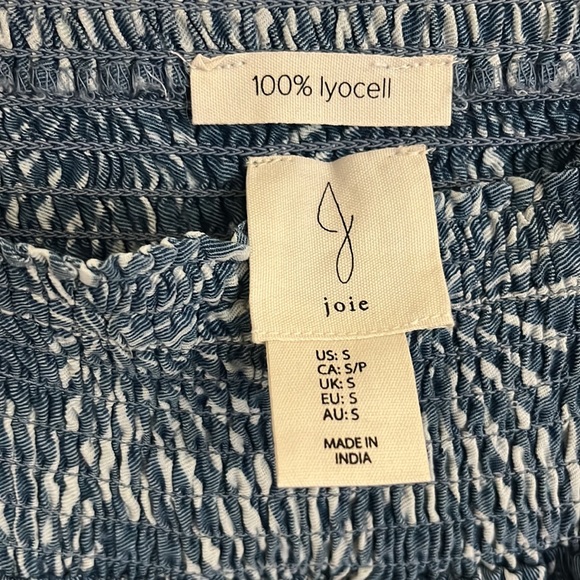 100% lyocell
J
joie
US: S
CA: S/P
UK: S
EU: S
AU: S
MADE IN
INDIA